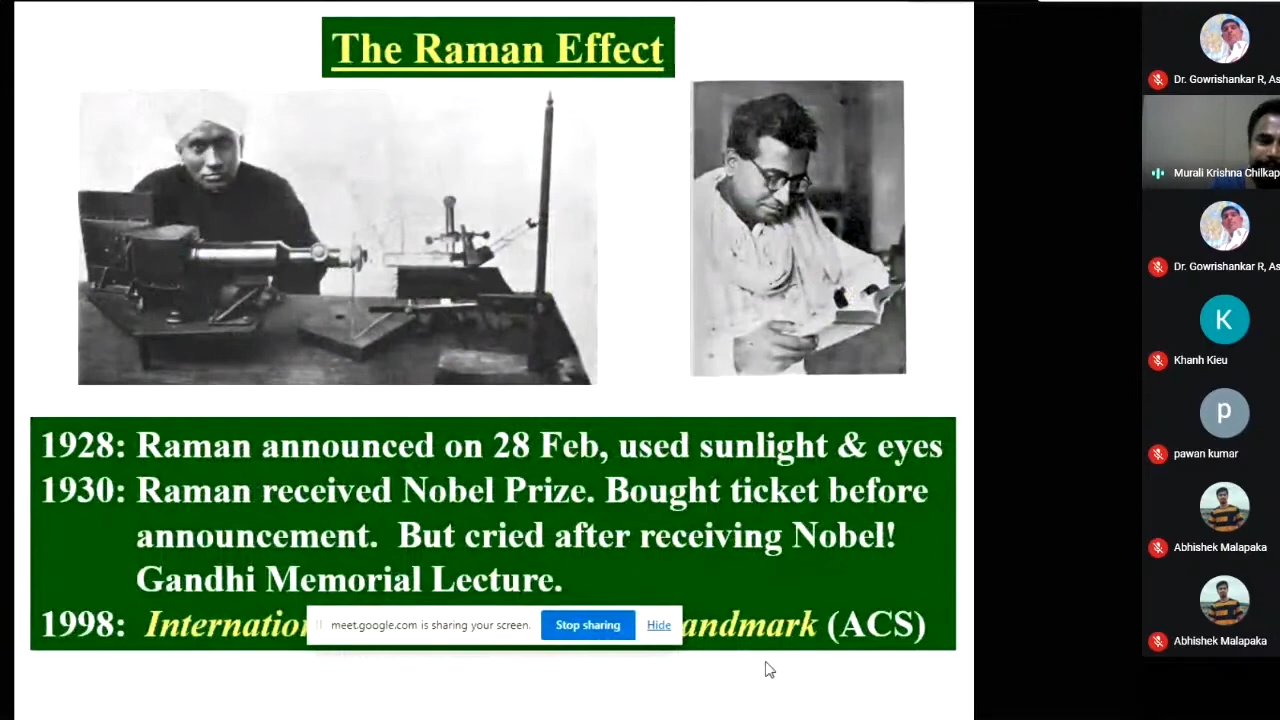 The Raman Effect
1928: Raman announced on 28 Feb, used sunlight & eyes
1930: Raman received Nobel Prize. Bought ticket before
announcement. But cried after receiving Nobel!
Gandhi Memorial Lecture.
1998: Internation
andmark (ACS)
meet.google.com is sharing your screen.
Stop sharing
Hide
Dr. Gowrishankar R, As
Murali Krishna Chilkap
Dr. Gowrishankar R, As
K
Khanh Kieu
p
pawan kumar
Abhishek Malapaka
Abhishek Malapaka